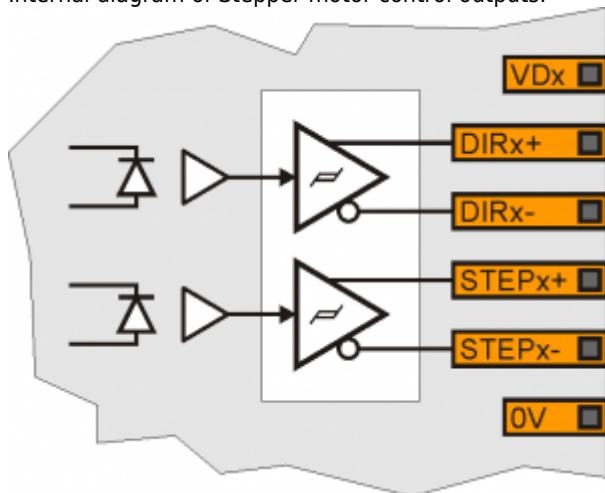 Internal diagram of Stepper motor control outputs.
VDx
DIRx+
DIRx-
STEPx+
STEPx-
0V